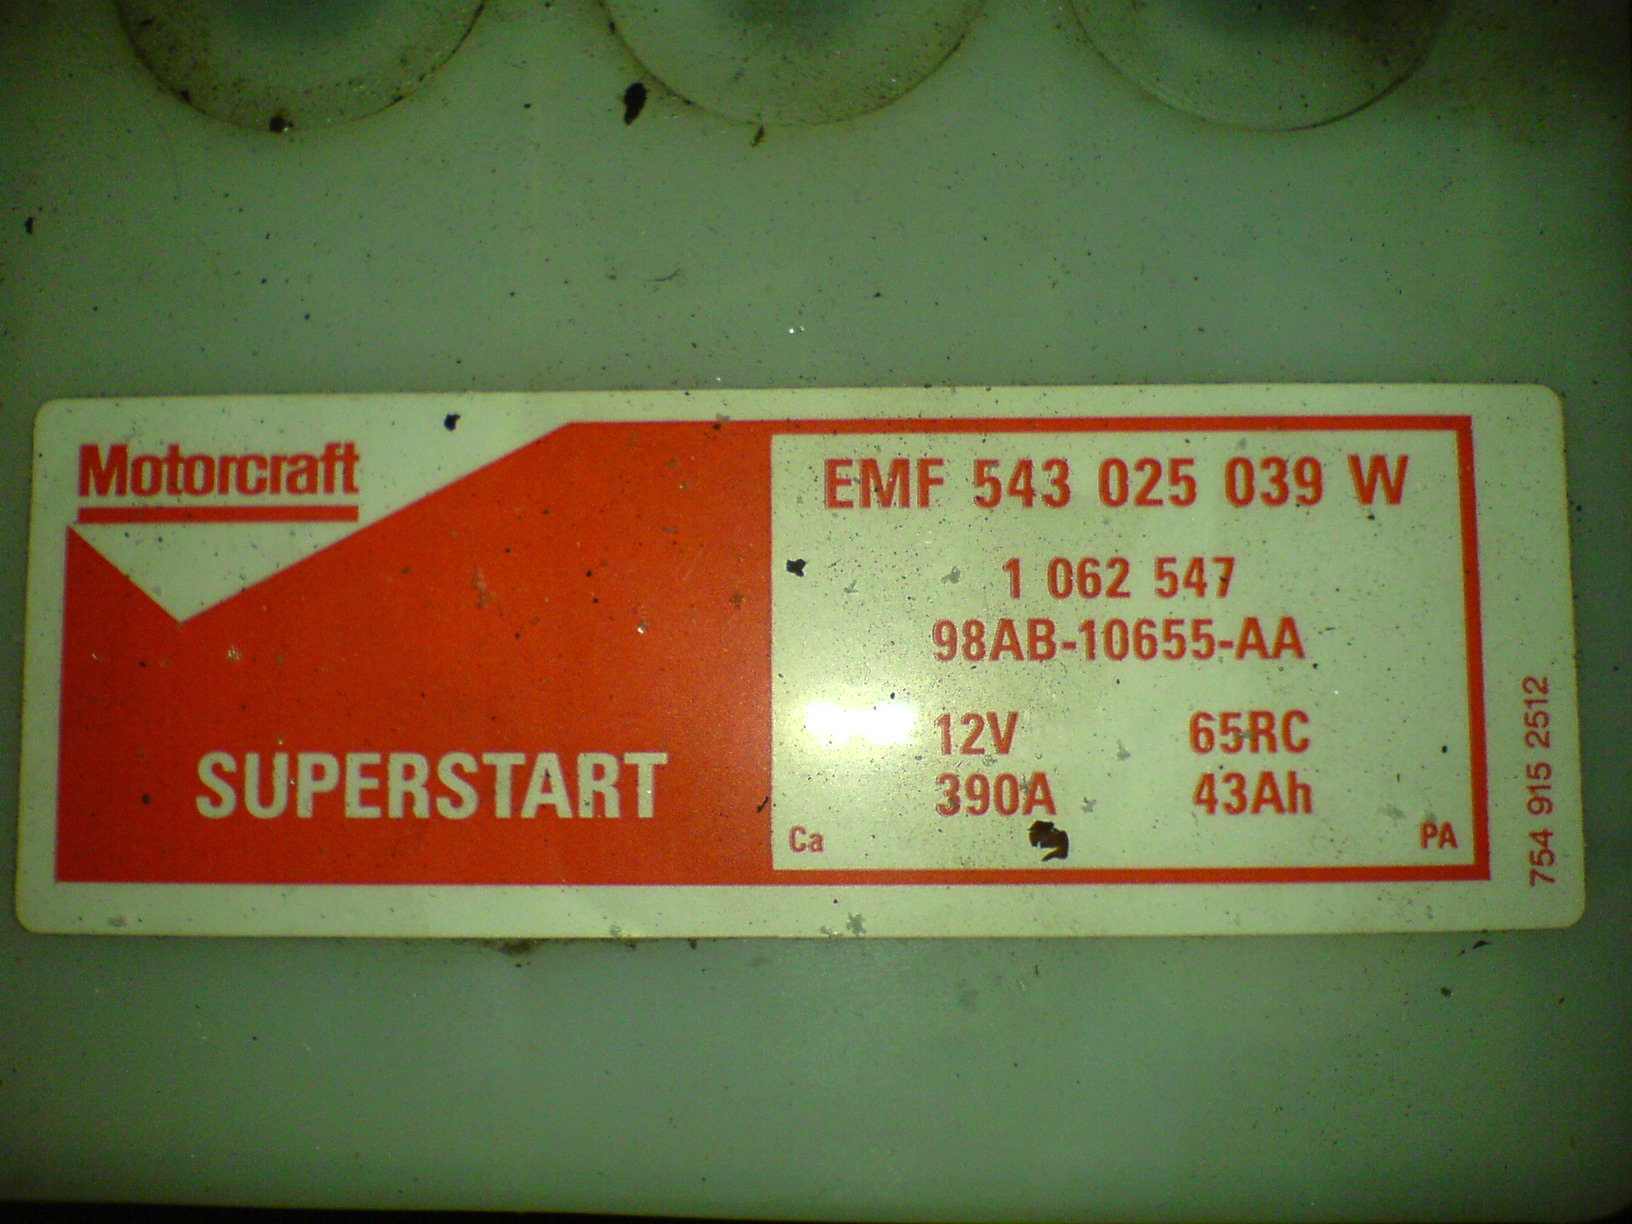 Motorcraft
SUPERSTART
EMF 543 025 039 W
1 062 547
98AB-10655-AA
12V 65RC
390A 43Ah
Ca PA
754 915 2512